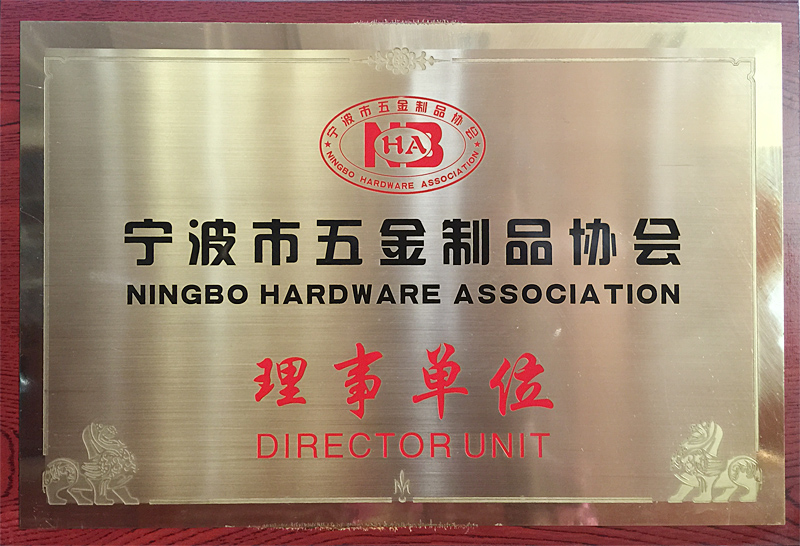 宁波市五金制品协会
NB
HA
★ NINGBO HARDWARE ASSOCIATION ★
宁波市五金制品协会
NINGBO HARDWARE ASSOCIATION
理事单位
DIRECTOR UNIT